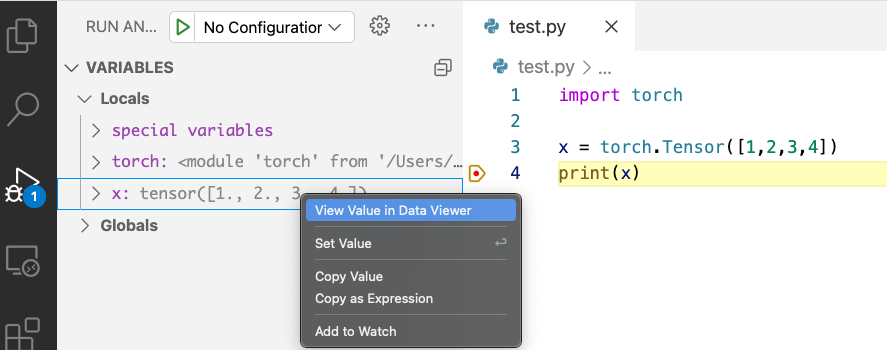 RUN AN... No Configuration
VARIABLES
Locals
special variables
torch: <module 'torch' from '/Users/...
x: tensor([1., 2., 3., 4.])
Globals
1
View Value in Data Viewer
Set Value
Copy Value
Copy as Expression
Add to Watch
test.py
test.py > ...
1 import torch
2
3 x = torch.Tensor([1,2,3,4])
4 print(x)